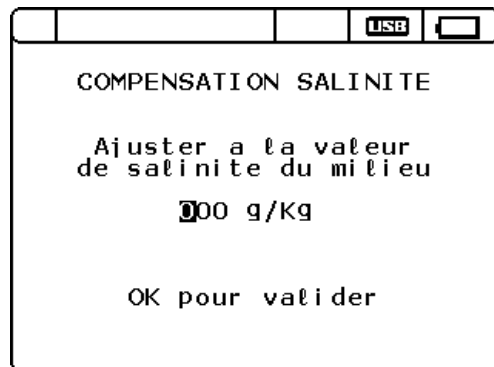 USB
COMPENSATION SALINITE
Ajuster a la valeur
de salinite du milieu
000 g/Kg
OK pour valider